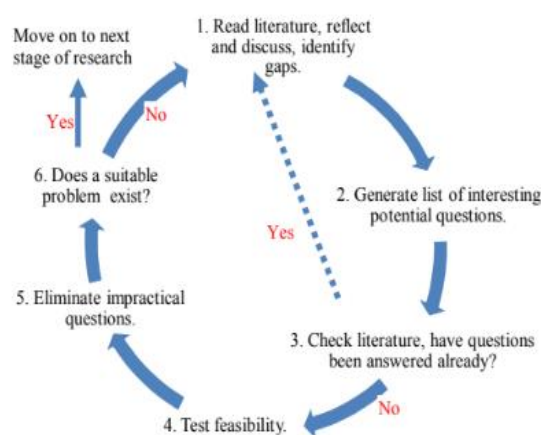 Move on to next
stage of research
1. Read literature, reflect
and discuss, identify
gaps.
Yes
No
6. Does a suitable
problem exist?
2. Generate list of interesting
potential questions.
Yes
5. Eliminate impractical
questions.
3. Check literature, have questions
been answered already?
No
4. Test feasibility.